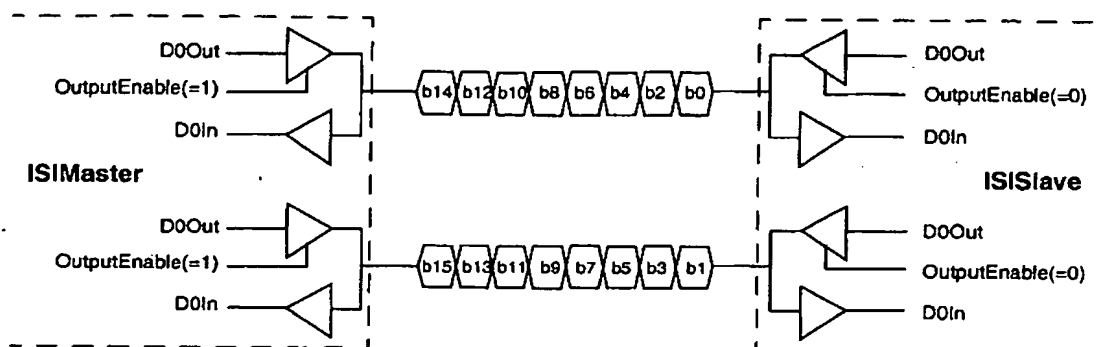 D0Out
OutputEnable(=1)
D0In
b14 b12 b10 b8 b6 b4 b2 b0
D0Out
OutputEnable(=0)
D0In
ISIMaster
ISISlave
D0Out
OutputEnable(=1)
D0In
b15 b13 b11 b9 b7 b5 b3 b1
D0Out
OutputEnable(=0)
D0In